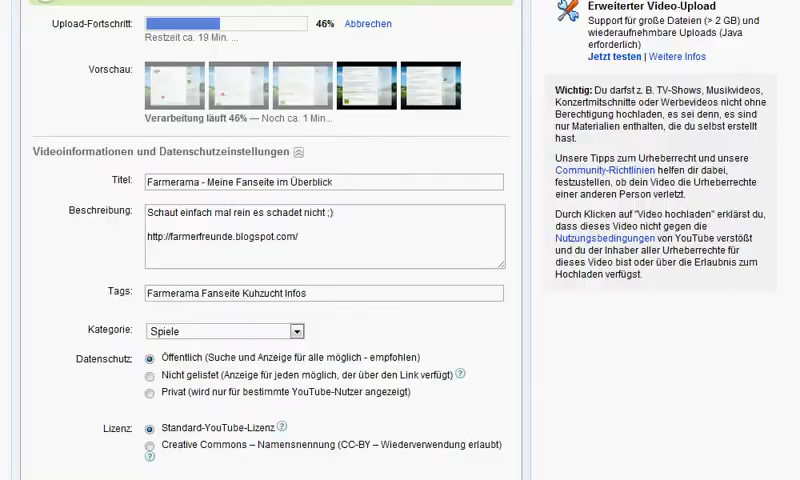 Upload-Fortschritt: 46% Abbrechen
Restzeit ca. 19 Min. ...
Vorschau:
Verarbeitung läuft 46% — Noch ca. 1 Min...
Videoinformationen und Datenschutzeinstellungen
Titel: Farmerama - Meine Fanseite im Überblick
Beschreibung: Schaut einfach mal rein es schadet nicht ;)
http://farmerfreunde.blogspot.com/
Tags: Farmerama Fanseite Kuhzucht Infos
Kategorie: Spiele
Datenschutz: Öffentlich (Suche und Anzeige für alle möglich - empfohlen)
Nicht gelistet (Anzeige für jeden möglich, der über den Link verfügt) ?
Privat (wird nur für bestimmte YouTube-Nutzer angezeigt)
Lizenz: Standard-YouTube-Lizenz ?
Creative Commons – Namensnennung (CC-BY – Wiederverwendung erlaubt)
?
Erweiterter Video-Upload
Support für große Dateien (> 2 GB) und
wiederaufnehmbare Uploads (Java
erforderlich)
Jetzt testen | Weitere Infos
Wichtig: Du darfst z. B. TV-Shows, Musikvideos,
Konzertmitschnitte oder Werbevideos nicht ohne
Berechtigung hochladen, es sei denn, es sind
nur Materialien enthalten, die du selbst erstellt
hast.
Unsere Tipps zum Urheberrecht und unsere
Community-Richtlinien helfen dir dabei,
festzustellen, ob dein Video die Urheberrechte
einer anderen Person verletzt.
Durch Klicken auf "Video hochladen" erklärst du,
dass dieses Video nicht gegen die
Nutzungsbedingungen von YouTube verstößt
und du der Inhaber aller Urheberrechte für
dieses Video bist oder über die Erlaubnis zum
Hochladen verfügst.